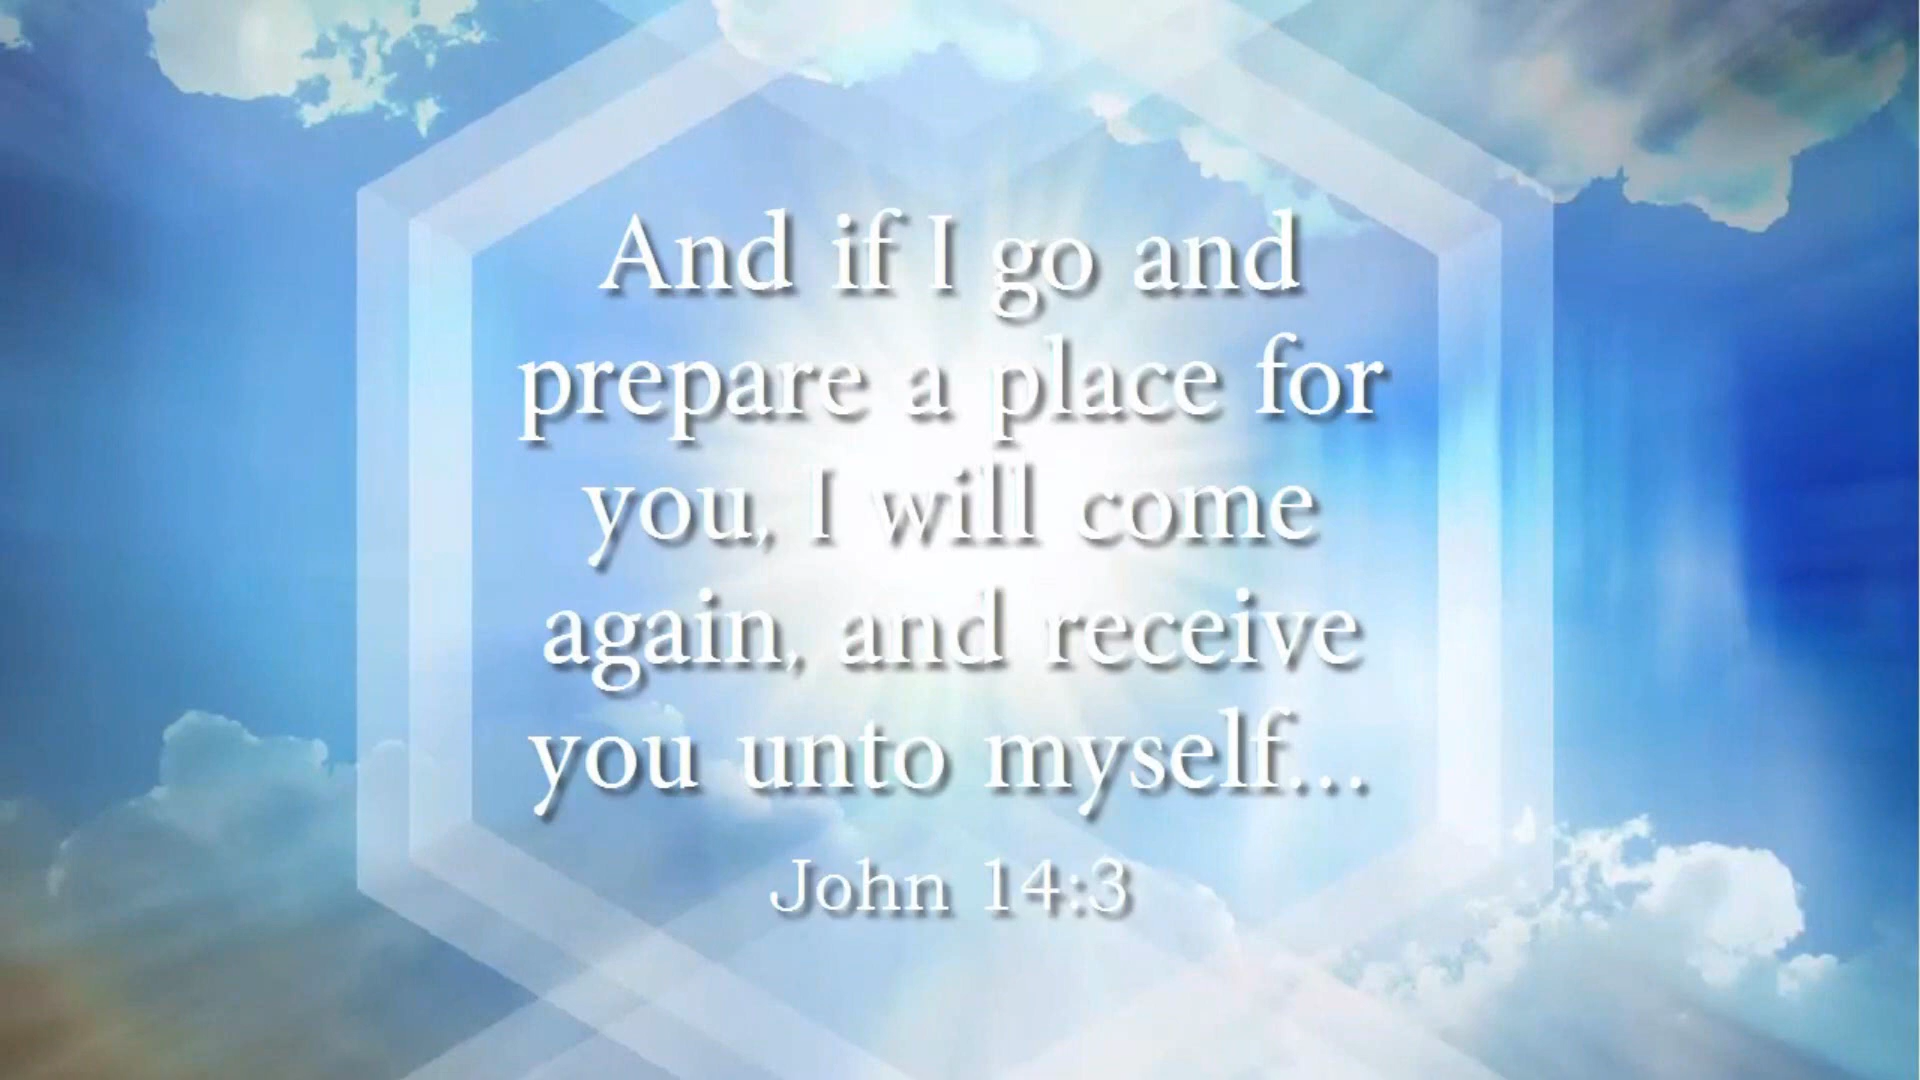 And if I go and
prepare a place for
you, I will come
again, and receive
you unto myself...
John 14:3